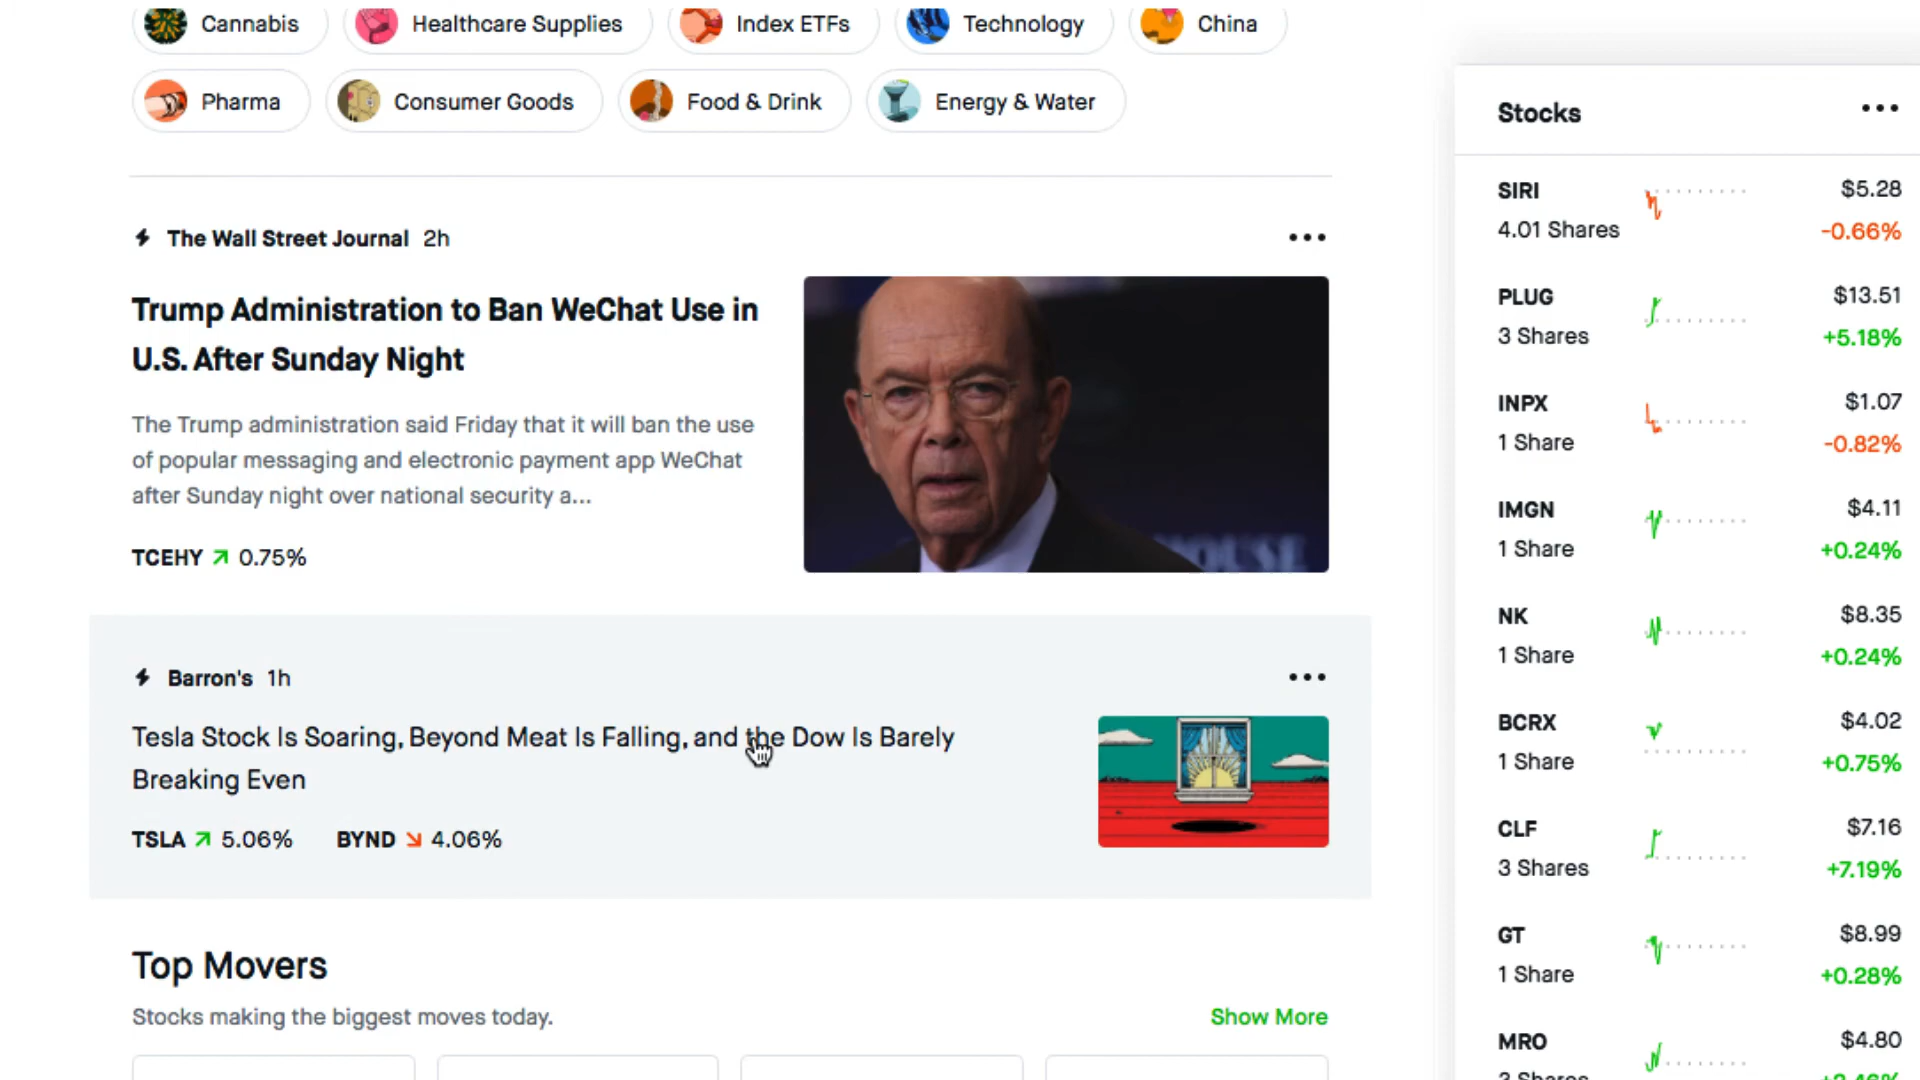 Cannabis
Healthcare Supplies
Index ETFs
Technology
China
Pharma
Consumer Goods
Food & Drink
Energy & Water
The Wall Street Journal 2h
Trump Administration to Ban WeChat Use in
U.S. After Sunday Night
The Trump administration said Friday that it will ban the use
of popular messaging and electronic payment app WeChat
after Sunday night over national security a...
TCEHY 0.75%
HOUSE
Barron's 1h
Tesla Stock Is Soaring, Beyond Meat Is Falling, and the Dow Is Barely
Breaking Even
TSLA 5.06% BYND 4.06%
Top Movers
Stocks making the biggest moves today.
Show More
Stocks
SIRI $5.28
4.01 Shares -0.66%
PLUG $13.51
3 Shares +5.18%
INPX $1.07
1 Share -0.82%
IMGN $4.11
1 Share +0.24%
NK $8.35
1 Share +0.24%
BCRX $4.02
1 Share +0.75%
CLF $7.16
3 Shares +7.19%
GT $8.99
1 Share +0.28%
MRO $4.80
3 Shares